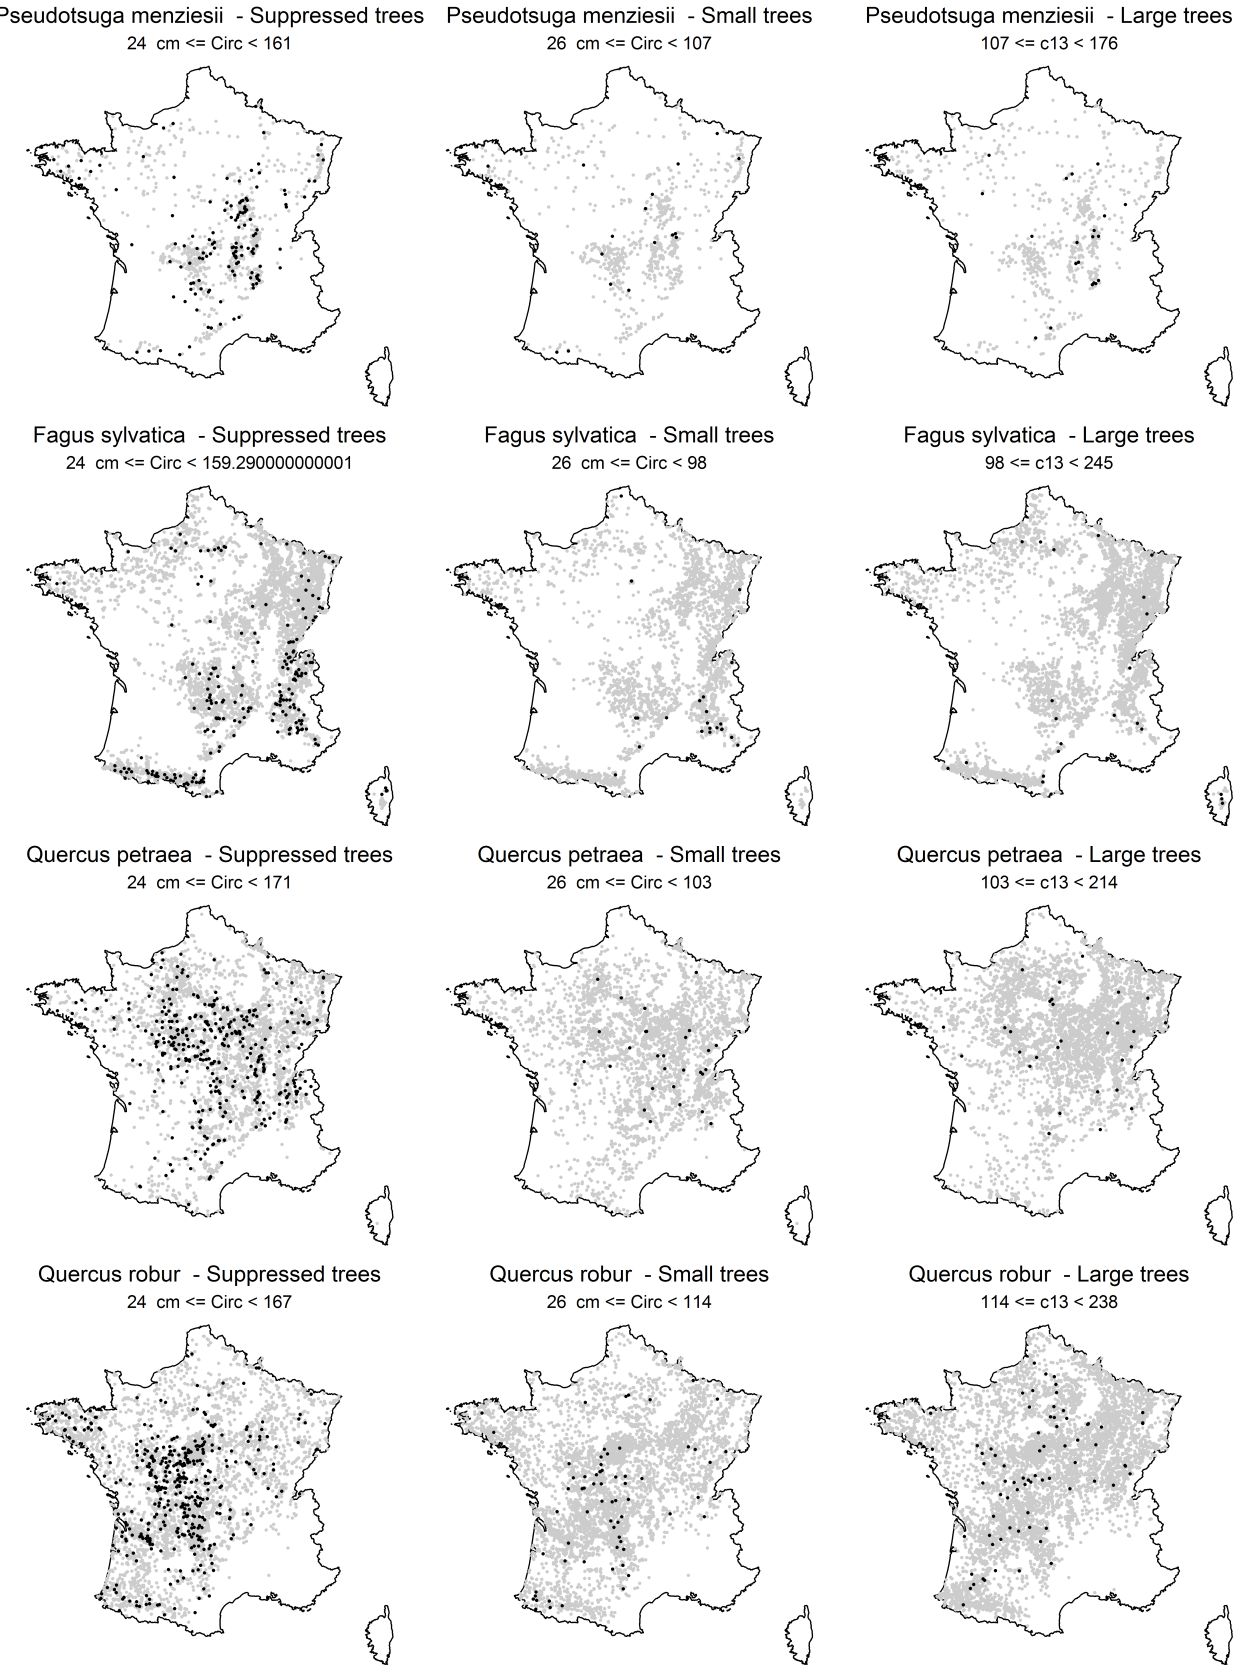 Pseudotsuga menziesii - Suppressed trees
24 cm <= Circ < 161
Pseudotsuga menziesii - Small trees
26 cm <= Circ < 107
Pseudotsuga menziesii - Large trees
107 <= c13 < 176
Fagus sylvatica - Suppressed trees
24 cm <= Circ < 159.290000000001
Fagus sylvatica - Small trees
26 cm <= Circ < 98
Fagus sylvatica - Large trees
98 <= c13 < 245
Quercus petraea - Suppressed trees
24 cm <= Circ < 171
Quercus petraea - Small trees
26 cm <= Circ < 103
Quercus petraea - Large trees
103 <= c13 < 214
Quercus robur - Suppressed trees
24 cm <= Circ < 167
Quercus robur - Small trees
26 cm <= Circ < 114
Quercus robur - Large trees
114 <= c13 < 238